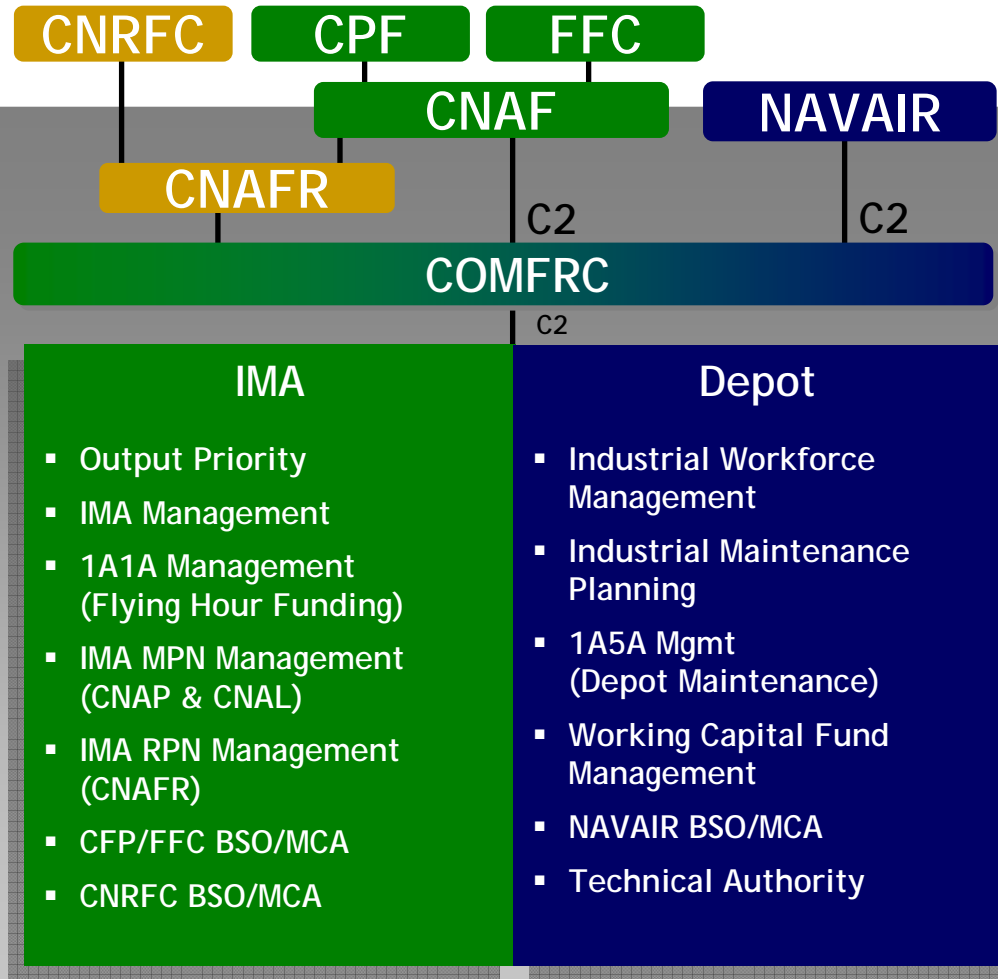 CNRFC
CPF
FFC
CNAF
NAVAIR
CNAFR
C2
C2
COMFRC
C2
IMA
▪ Output Priority
▪ IMA Management
▪ 1A1A Management
(Flying Hour Funding)
▪ IMA MPN Management
(CNAP & CNAL)
▪ IMA RPN Management
(CNAFR)
▪ CFP/FFC BSO/MCA
▪ CNRFC BSO/MCA
Depot
▪ Industrial Workforce
Management
▪ Industrial Maintenance
Planning
▪ 1A5A Mgmt
(Depot Maintenance)
▪ Working Capital Fund
Management
▪ NAVAIR BSO/MCA
▪ Technical Authority